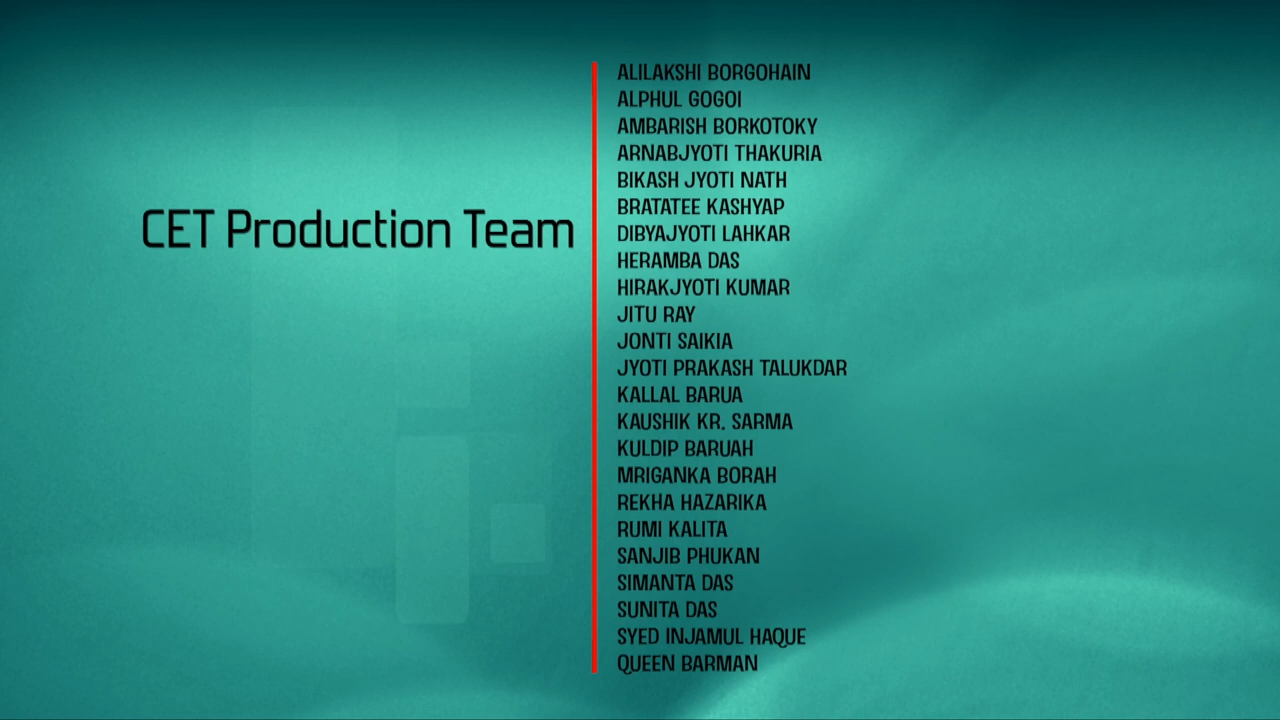 CET Production Team
ALILAKSHI BORGOHAIN
ALPHUL GOGOI
AMBARISH BORKOTOKY
ARNABJYOTI THAKURIA
BIKASH JYOTI NATH
BRATATEE KASHYAP
DIBYAJYOTI LAHKAR
HERAMBA DAS
HIRAKJYOTI KUMAR
JITU RAY
JONTI SAIKIA
JYOTI PRAKASH TALUKDAR
KALLAL BARUA
KAUSHIK KR. SARMA
KULDIP BARUAH
MRIGANKA BORAH
REKHA HAZARIKA
RUMI KALITA
SANJIB PHUKAN
SIMANTA DAS
SUNITA DAS
SYED INJAMUL HAQUE
QUEEN BARMAN